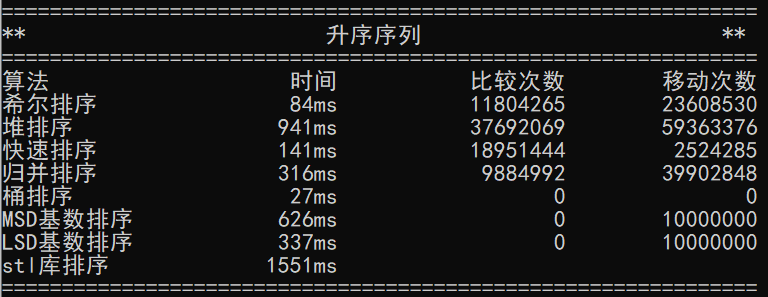 ===============================================================
** 升序序列 **
===============================================================
算法 时间 比较次数 移动次数
希尔排序 84ms 11804265 23608530
堆排序 941ms 37692069 59363376
快速排序 141ms 18951444 2524285
归并排序 316ms 9884992 39902848
桶排序 27ms 0 0
MSD基数排序 626ms 0 10000000
LSD基数排序 337ms 0 10000000
stl库排序 1551ms
===============================================================